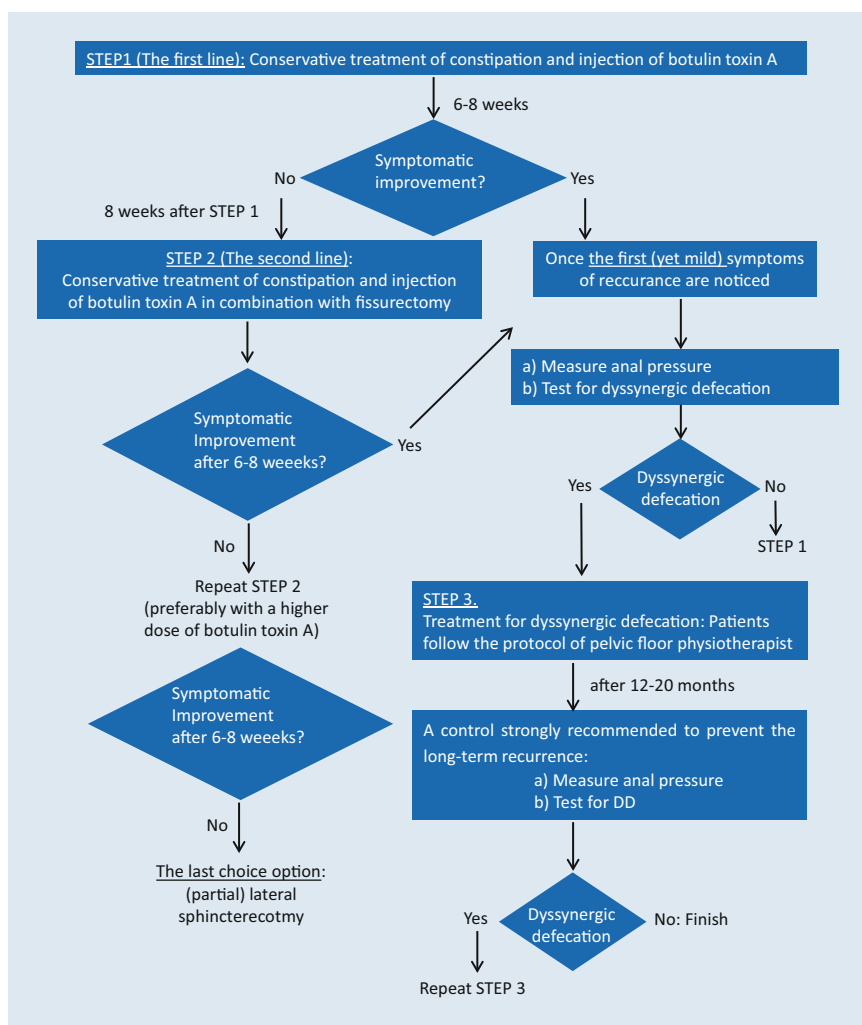 STEP1 (The first line): Conservative treatment of constipation and injection of botulin toxin A
6-8 weeks
Symptomatic
improvement?
No
Yes
8 weeks after STEP 1
STEP 2 (The second line):
Conservative treatment of constipation and injection
of botulin toxin A in combination with fissurectomy
Once the first (yet mild) symptoms
of reccurance are noticed
a) Measure anal pressure
b) Test for dyssynergic defecation
Symptomatic
Improvement
after 6-8 weeeks?
Yes
Dyssynergic
defecation
Yes
No
STEP 1
No
Repeat STEP 2
(preferably with a higher
dose of botulin toxin A)
STEP 3.
Treatment for dyssynergic defecation: Patients
follow the protocol of pelvic floor physiotherapist
after 12-20 months
Symptomatic
Improvement
after 6-8 weeeks?
A control strongly recommended to prevent the
long-term recurrence:
a) Measure anal pressure
b) Test for DD
No
The last choice option:
(partial) lateral
sphincterecotmy
Yes
Dyssynergic
defecation
No: Finish
Repeat STEP 3